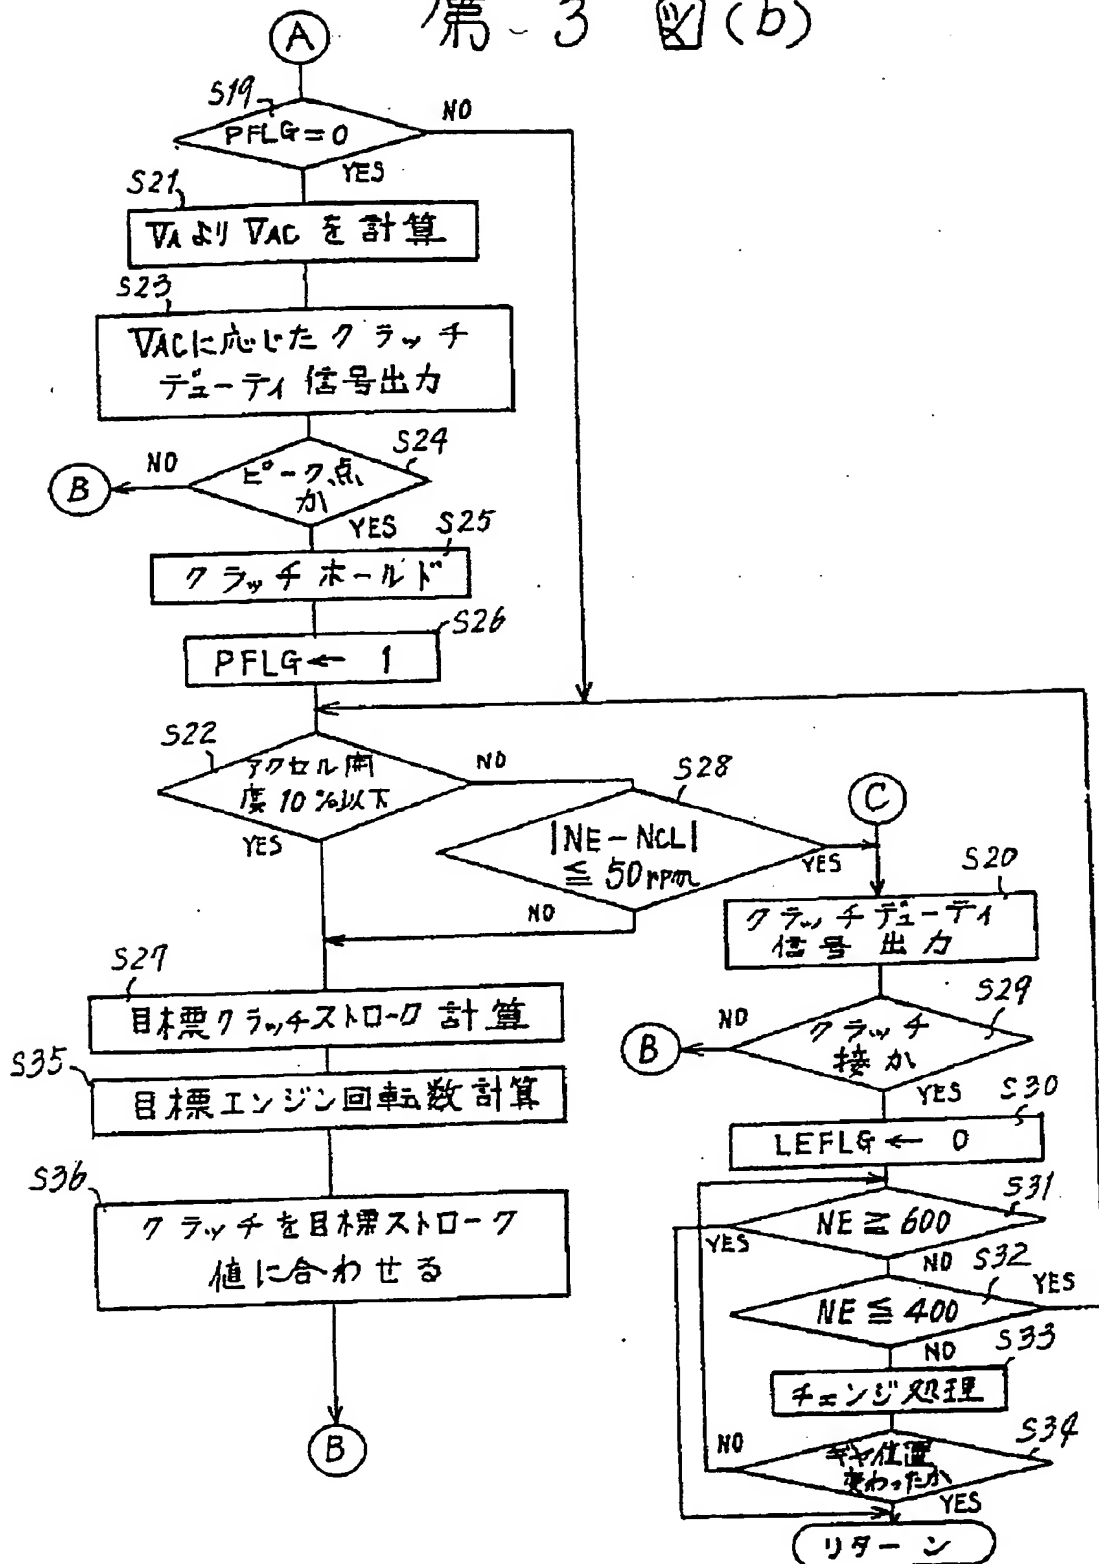 第 3 図(b)
A
S19
PFLG=0
NO
YES
S21
VAより VAC を計算
S23
VACに応じたクラッチ
デューティ信号出力
S24
ピーク点
か
NO
B
YES
S25
クラッチホールド
S26
PFLG← 1
S22
アクセル開
度10%以下
NO
YES
S28
|NE−NCL|
≦50rpm
YES
NO
C
S20
クラッチデューティ
信号出力
S27
目標クラッチストローク計算
S29
クラッチ
接か
NO
B
YES
S35
目標エンジン回転数計算
S30
LEFLG← 0
S36
クラッチを目標ストローク
値に合わせる
B
S31
NE≧600
YES
NO
S32
NE≦400
YES
NO
S33
チェンジ処理
S34
ギヤ位置
変わったか
NO
YES
リターン